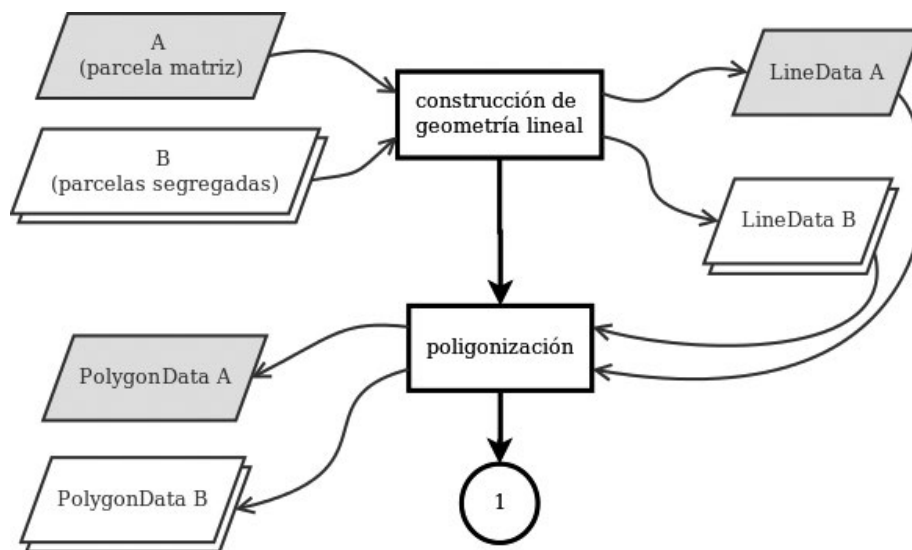 A
(parcela matriz)
construcción de
geometría lineal
LineData A
B
(parcelas segregadas)
LineData B
poligonización
PolygonData A
PolygonData B
1